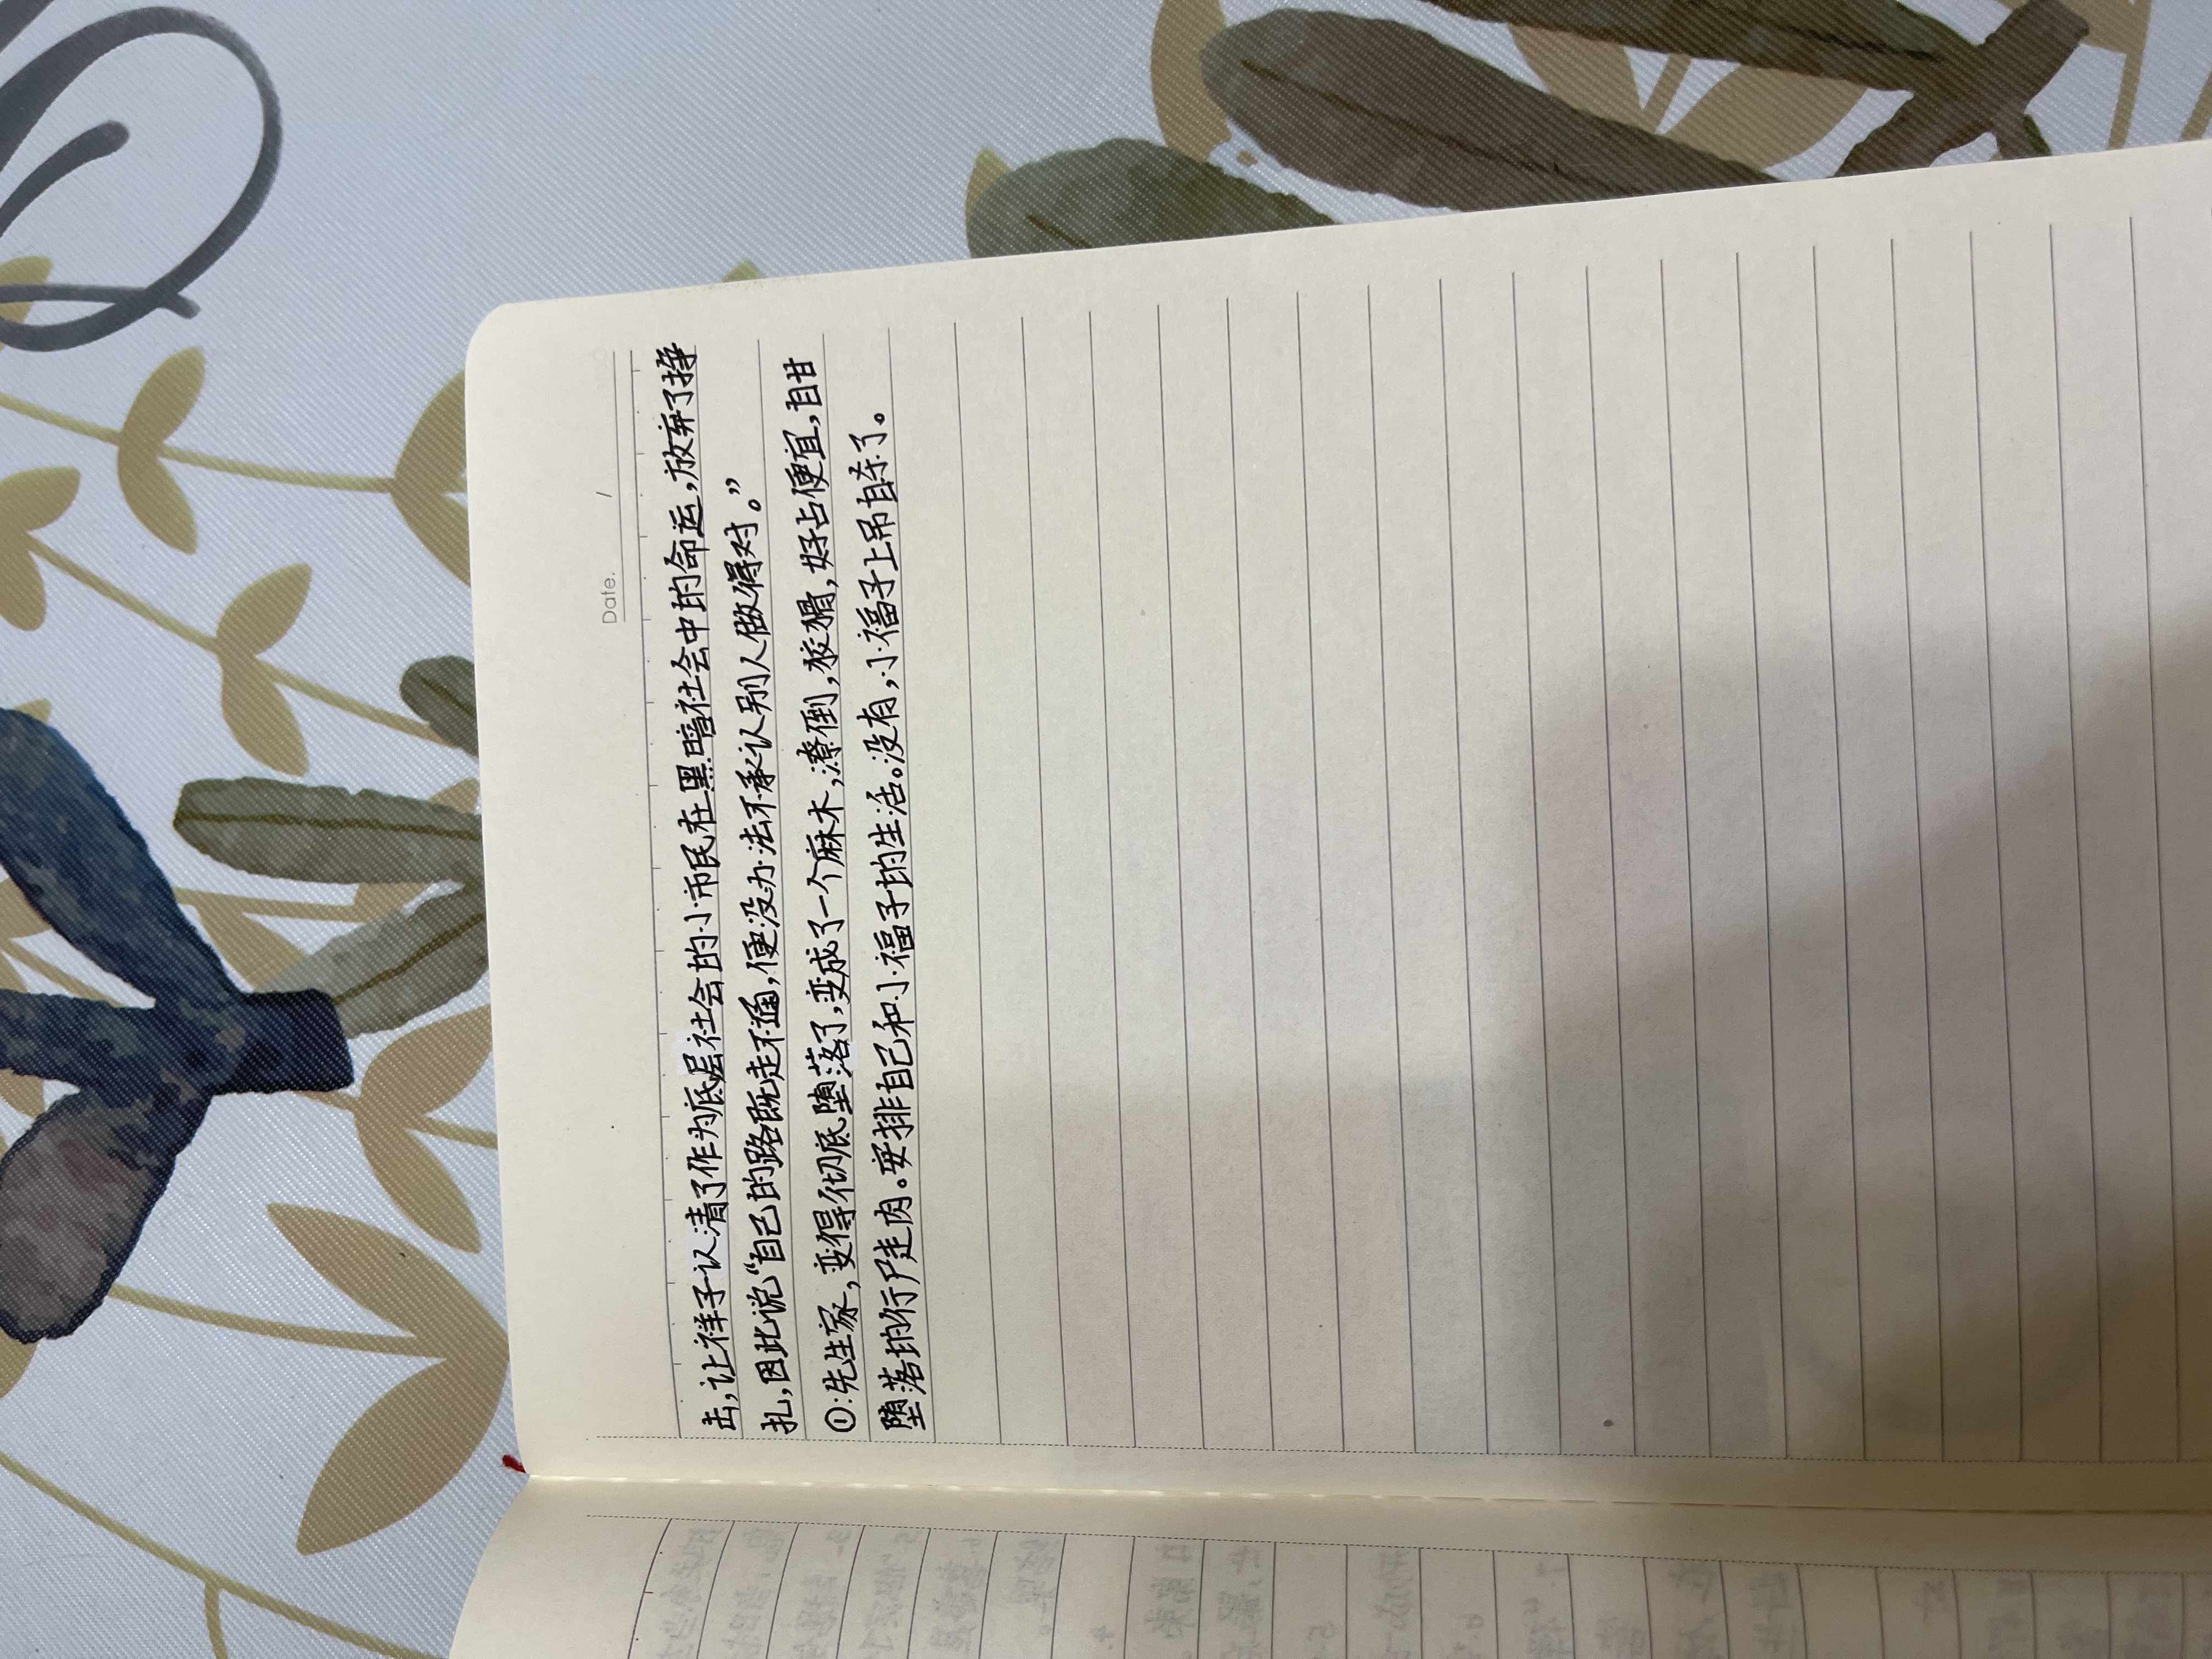 Date. /
击,让祥子认清了作为底层社会的小市民在黑暗社会中的命运,放弃了挣
扎,因此说“自己的路既走不通,便没办法不承认别人做得对。”
①:先生家,变得彻底堕落了,变成了一个麻木,潦倒,狡猾,好占便宜,自甘
堕落的行尸走肉。安排自己和小福子的生活。没有,小福子上吊自杀了。